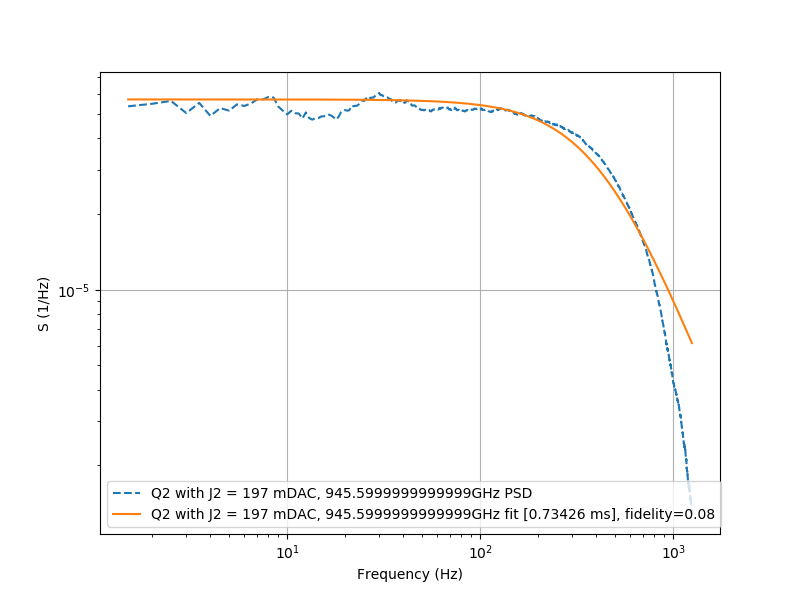 S (1/Hz)
10⁻⁵
Q2 with J2 = 197 mDAC, 945.5999999999999GHz PSD
Q2 with J2 = 197 mDAC, 945.5999999999999GHz fit [0.73426 ms], fidelity=0.08
10¹ 10² 10³
Frequency (Hz)